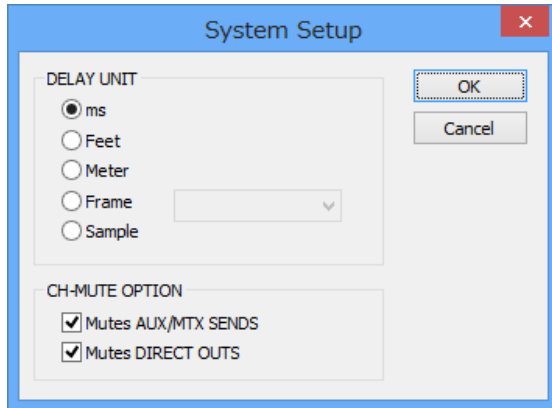 System Setup
DELAY UNIT
ms
Feet
Meter
Frame
Sample
OK
Cancel
CH-MUTE OPTION
Mutes AUX/MTX SENDS
Mutes DIRECT OUTS